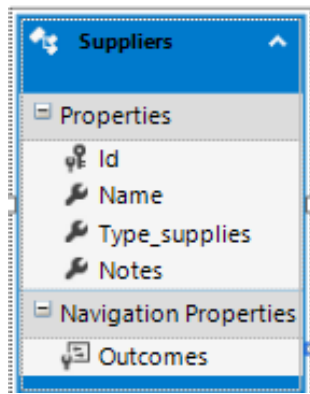 Suppliers
Properties
Id
Name
Type_supplies
Notes
Navigation Properties
Outcomes